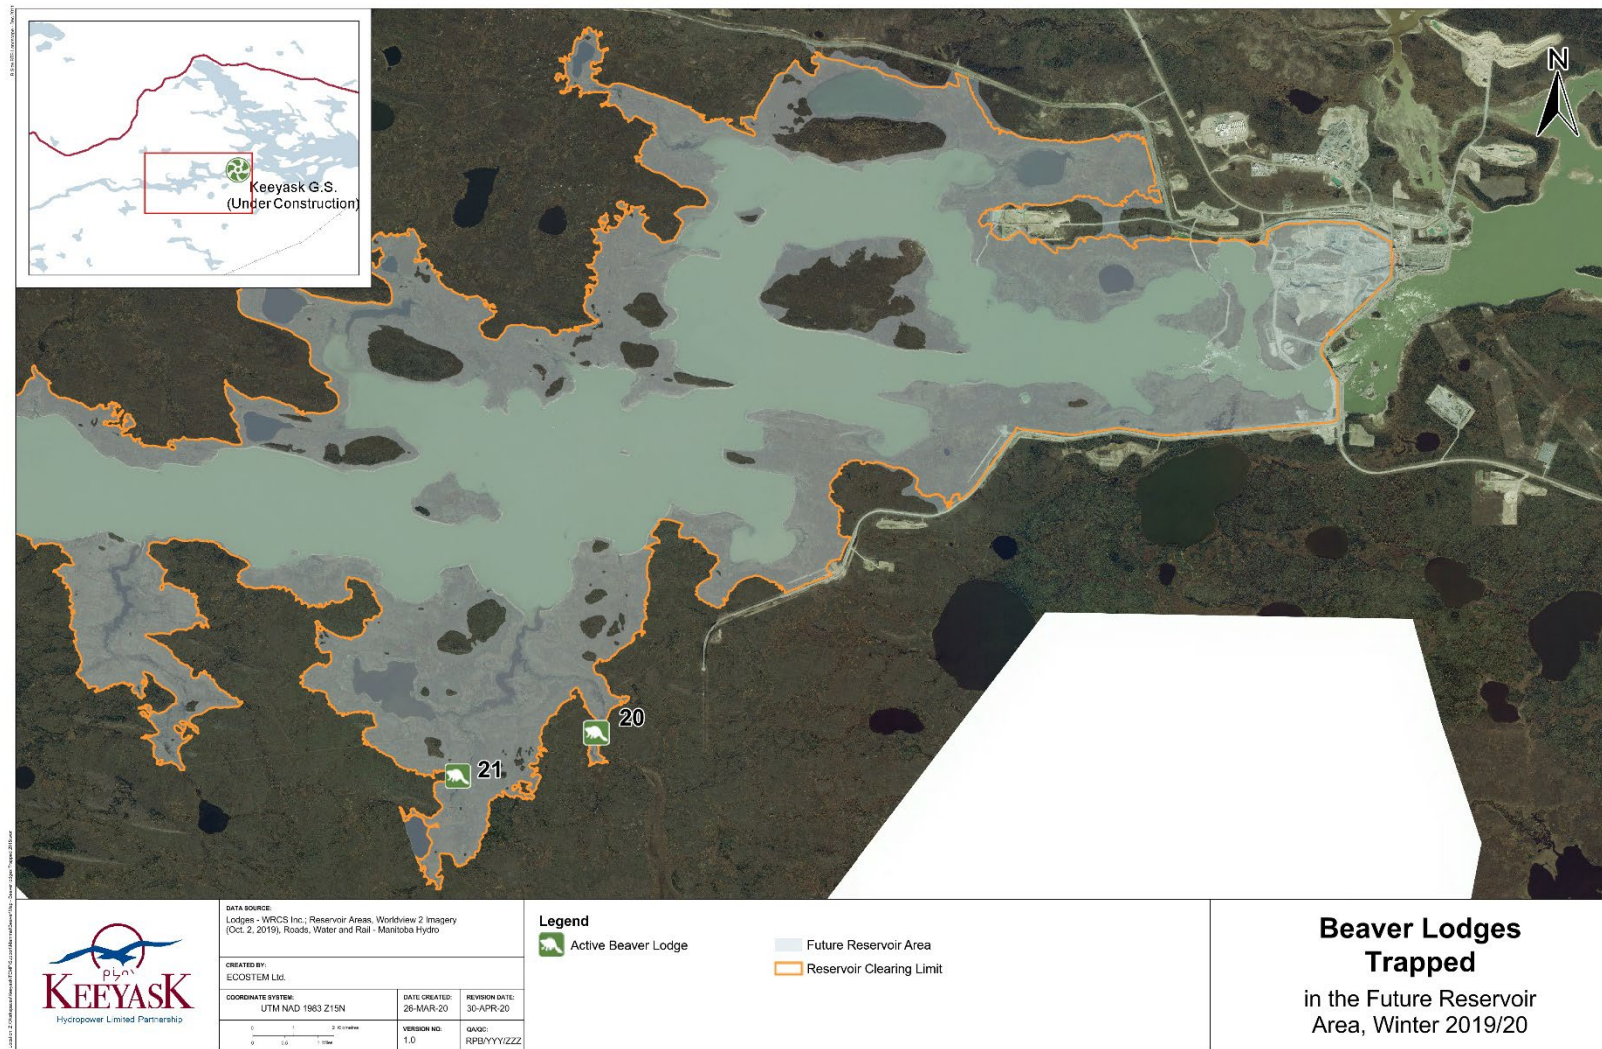 Keeyask G.S.
(Under Construction)
N
20
21
pisas
KEEYASK
Hydropower Limited Partnership
DATA SOURCE:
Lodges - WRCS Inc.; Reservoir Areas, Worldview 2 Imagery
(Oct. 2, 2019), Roads, Water and Rail - Manitoba Hydro
CREATED BY:
ECOSTEM Ltd.
COORDINATE SYSTEM:
UTM NAD 1983 Z15N
DATE CREATED:
26-MAR-20
REVISION DATE:
30-APR-20
VERSION NO:
1.0
QA/QC:
RPB/YYY/ZZZ
Legend
Active Beaver Lodge
Future Reservoir Area
Reservoir Clearing Limit
Beaver Lodges
Trapped
in the Future Reservoir
Area, Winter 2019/20